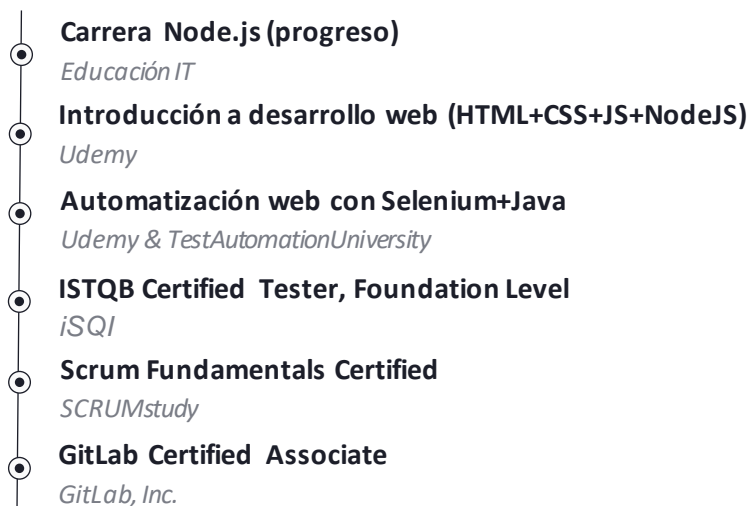 Carrera Node.js (progreso)
Educación IT
Introducción a desarrollo web (HTML+CSS+JS+NodeJS)
Udemy
Automatización web con Selenium+Java
Udemy & TestAutomationUniversity
ISTQB Certified Tester, Foundation Level
iSQI
Scrum Fundamentals Certified
SCRUMstudy
GitLab Certified Associate
GitLab, Inc.